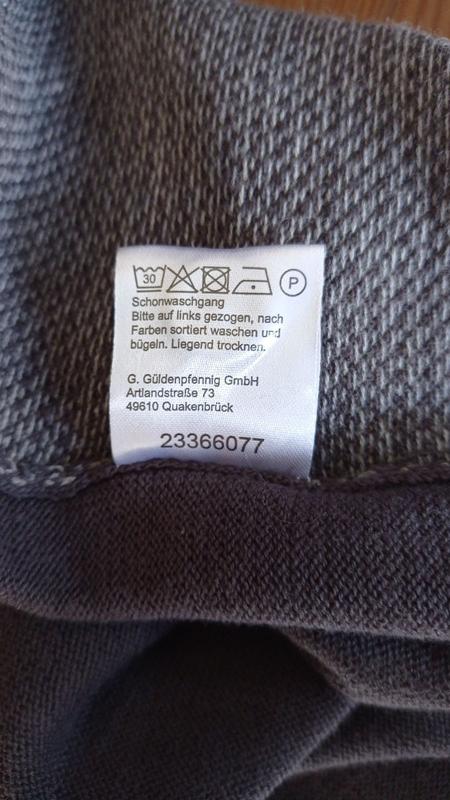 30 P
Schonwaschgang
Bitte auf links gezogen, nach
Farben sortiert waschen und
bügeln. Liegend trocknen.
G. Güldenpfennig GmbH
Artlandstraße 73
49610 Quakenbrück
23366077